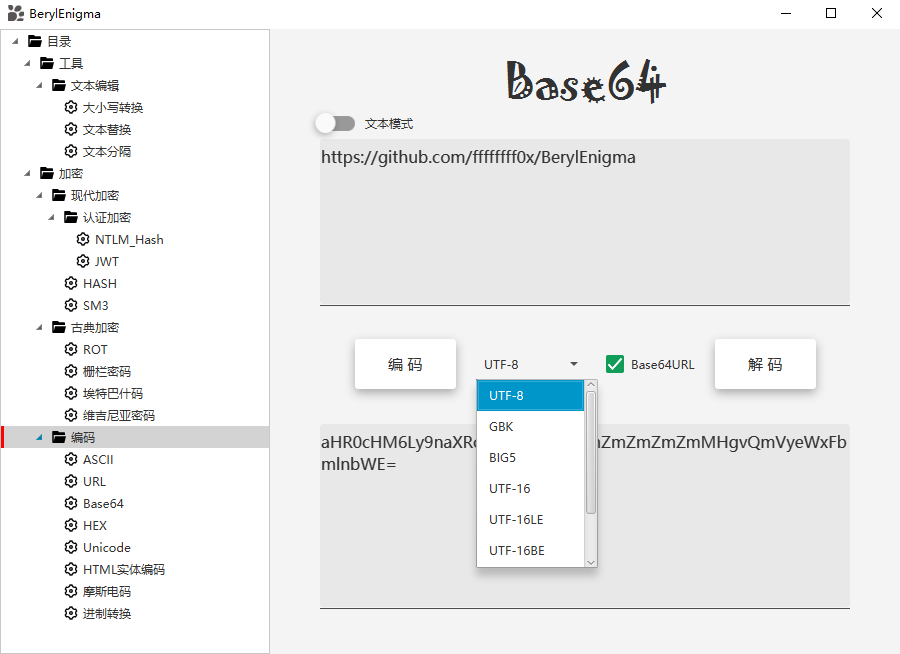 BerylEnigma
目录
工具
文本编辑
大小写转换
文本替换
文本分隔
加密
现代加密
认证加密
NTLM_Hash
JWT
HASH
SM3
古典加密
ROT
栅栏密码
埃特巴什码
维吉尼亚密码
编码
ASCII
URL
Base64
HEX
Unicode
HTML实体编码
摩斯电码
进制转换
Base64
文本模式
https://github.com/ffffffff0x/BerylEnigma
编 码
UTF-8
Base64URL
解 码
UTF-8
GBK
BIG5
UTF-16
UTF-16LE
UTF-16BE
aHR0cHM6Ly9naXR ZmZmZmZmMHgvQmVyeWxFb
mlnbWE=